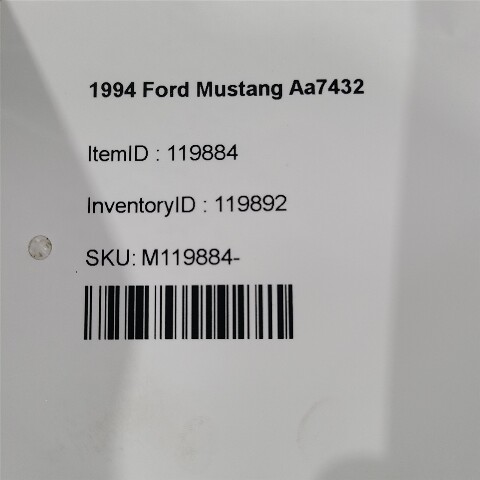 1994 Ford Mustang Aa7432
ItemID : 119884
InventoryID : 119892
SKU: M119884-